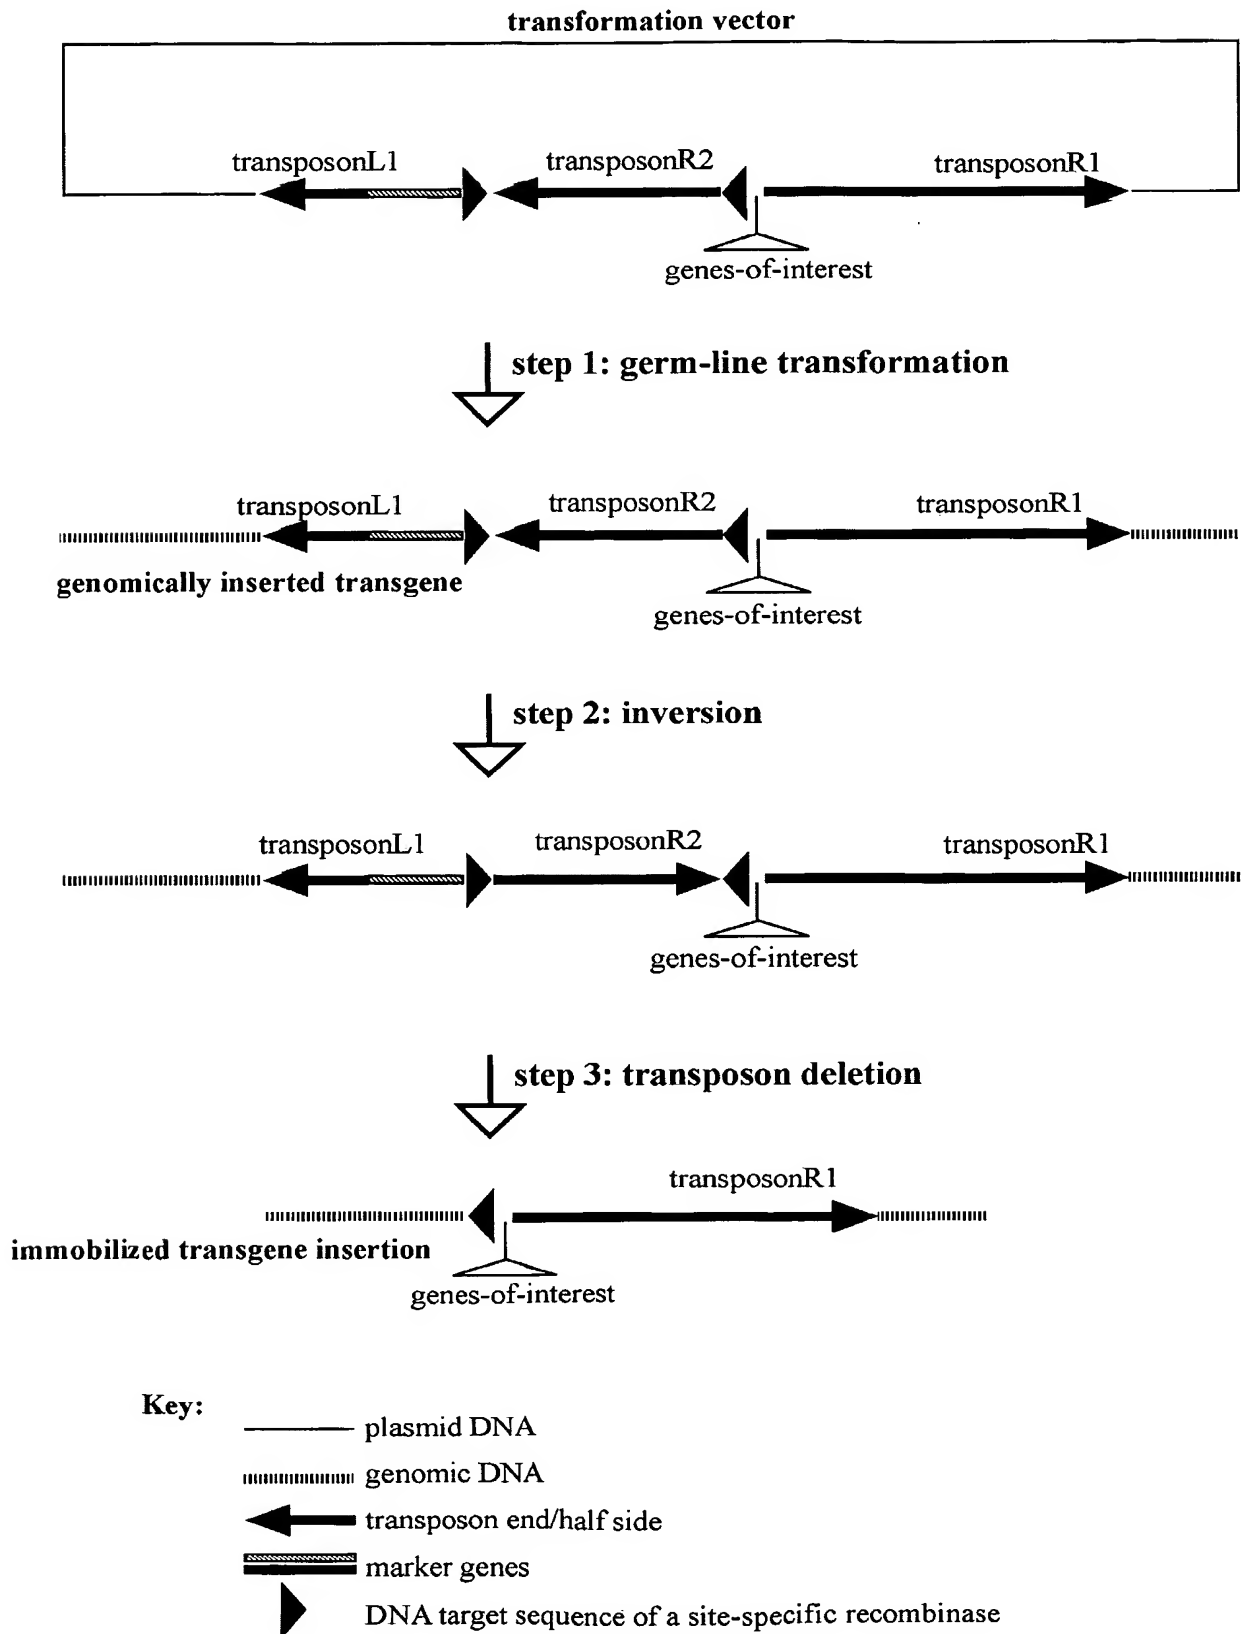 transformation vector
transposonL1
transposonR2
transposonR1
genes-of-interest
step 1: germ-line transformation
transposonL1
transposonR2
transposonR1
genomically inserted transgene
genes-of-interest
step 2: inversion
transposonL1
transposonR2
transposonR1
genes-of-interest
step 3: transposon deletion
transposonR1
immobilized transgene insertion
genes-of-interest
Key:
plasmid DNA
genomic DNA
transposon end/half side
marker genes
DNA target sequence of a site-specific recombinase